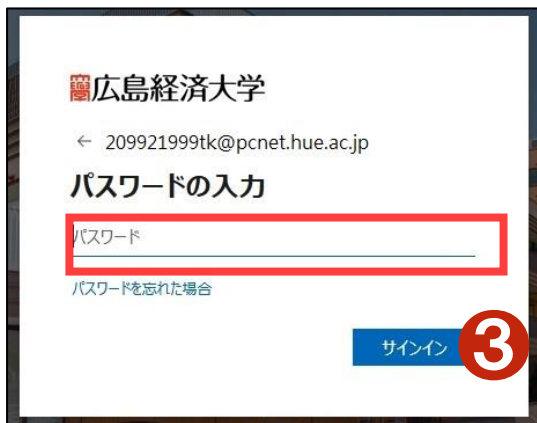 広島経済大学
← 209921999tk@pcnet.hue.ac.jp
パスワードの入力
パスワード
パスワードを忘れた場合
サインイン
3